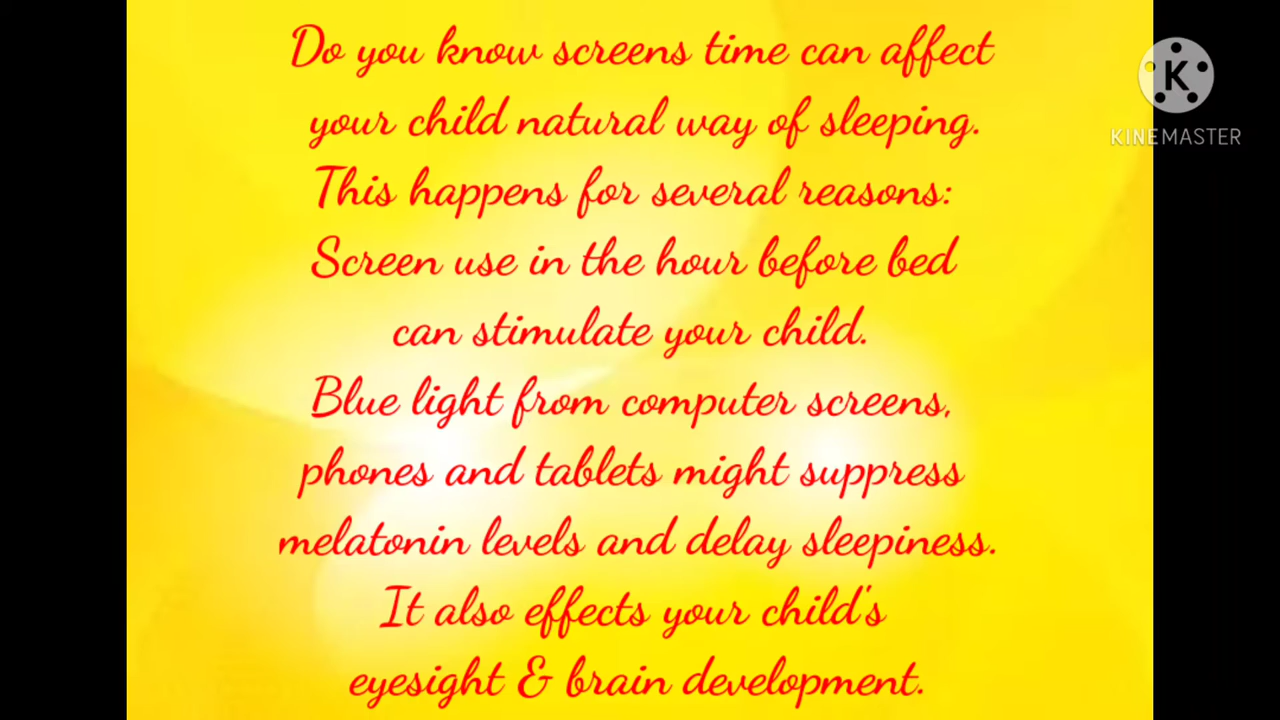 Do you know screens time can affect
your child natural way of sleeping.
This happens for several reasons:
Screen use in the hour before bed
can stimulate your child.
Blue light from computer screens,
phones and tablets might suppress
melatonin levels and delay sleepiness.
It also effects your child's
eyesight & brain development.
K
KINEMASTER